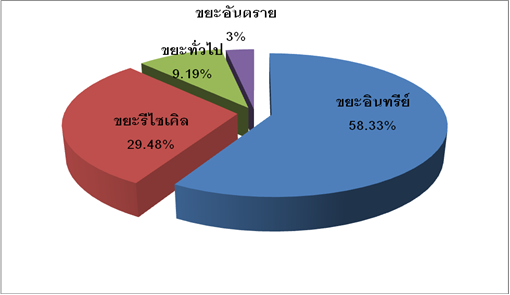 ขยะอันตราย
3%
ขยะทั่วไป
9.19%
ขยะอินทรีย์
58.33%
ขยะรีไซเคิล
29.48%